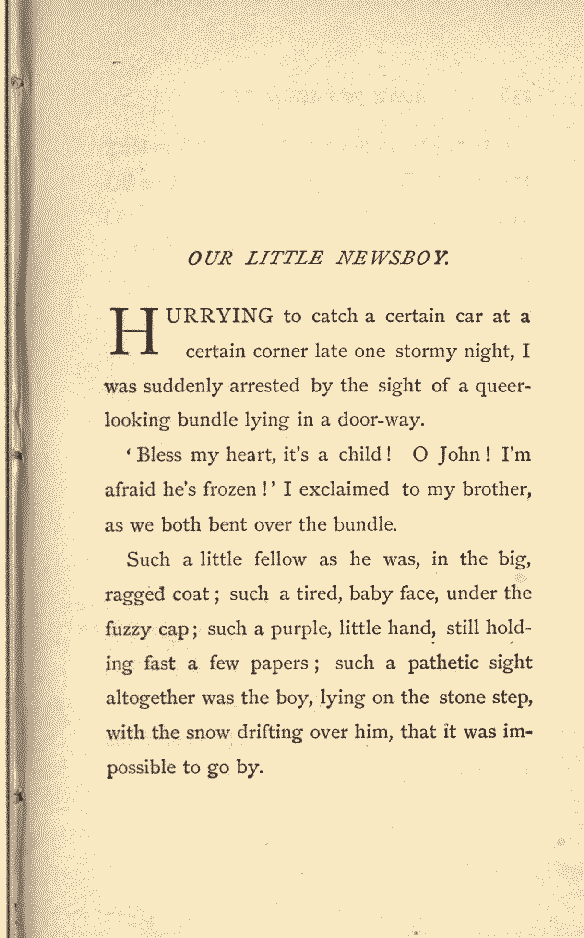 OUR LITTLE NEWSBOY.
HURRYING to catch a certain car at a
certain corner late one stormy night, I
was suddenly arrested by the sight of a queer-
looking bundle lying in a door-way.
‘Bless my heart, it's a child! O John! I'm
afraid he's frozen!’ I exclaimed to my brother,
as we both bent over the bundle.
Such a little fellow as he was, in the big,
ragged coat; such a tired, baby face, under the
fuzzy cap; such a purple, little hand, still hold-
ing fast a few papers; such a pathetic sight
altogether was the boy, lying on the stone step,
with the snow drifting over him, that it was im-
possible to go by.